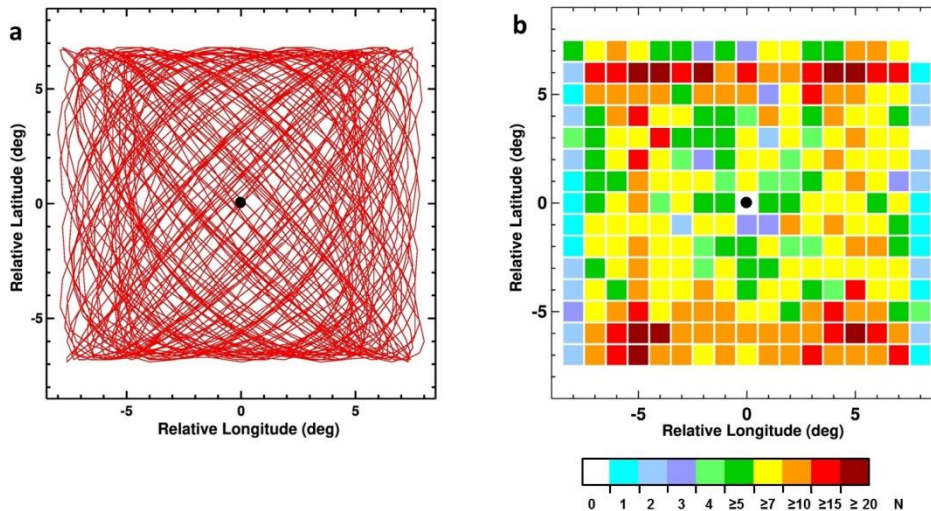 a
5
0
-5
Relative Latitude (deg)
-5 0 5
Relative Longitude (deg)
b
5
0
-5
Relative Latitude (deg)
-5 0 5
Relative Longitude (deg)
0 1 2 3 4 ≥5 ≥7 ≥10 ≥15 ≥ 20 N